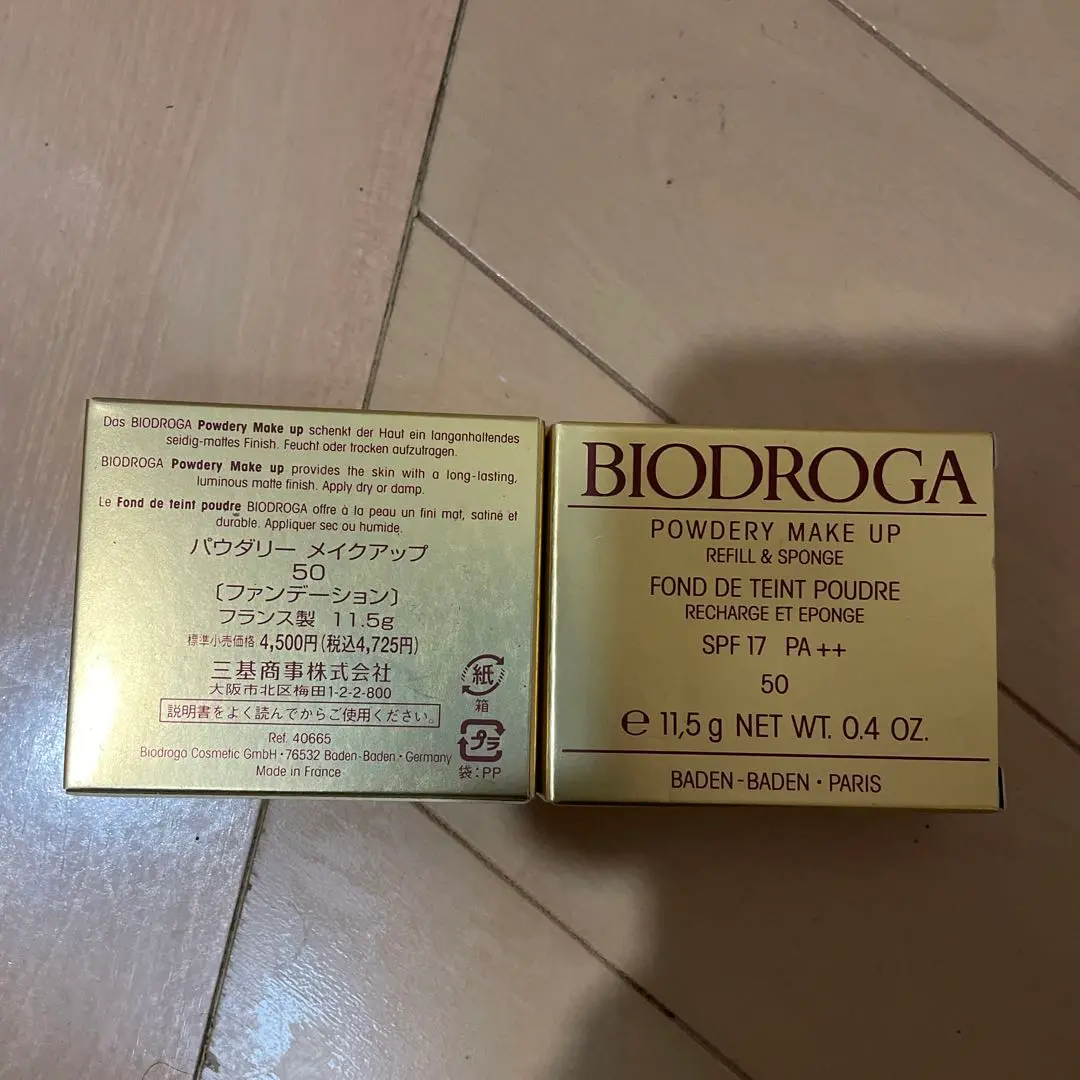 Das BIODROGA Powdery Make up schenkt der Haut ein langanhaltendes
seidig-mattes Finish. Feucht oder trocken aufzutragen.
BIODROGA Powdery Make up provides the skin with a long-lasting,
luminous matte finish. Apply dry or damp.
Le Fond de teint poudre BIODROGA offre à la peau un fini mat, satiné et
durable. Appliquer sec ou humide.
パウダリー メイクアップ
50
〔ファンデーション〕
フランス製 11.5g
標準小売価格 4,500円(税込4,725円)
三基商事株式会社
大阪市北区梅田1-2-2-800
説明書をよく読んでからご使用ください。
Ref. 40665
Biodroga Cosmetic GmbH・76532 Baden-Baden・Germany
Made in France
紙
箱
プラ
袋:PP
BIODROGA
POWDERY MAKE UP
REFILL & SPONGE
FOND DE TEINT POUDRE
RECHARGE ET EPONGE
SPF 17 PA++
50
℮ 11,5 g NET WT. 0.4 OZ.
BADEN-BADEN・PARIS